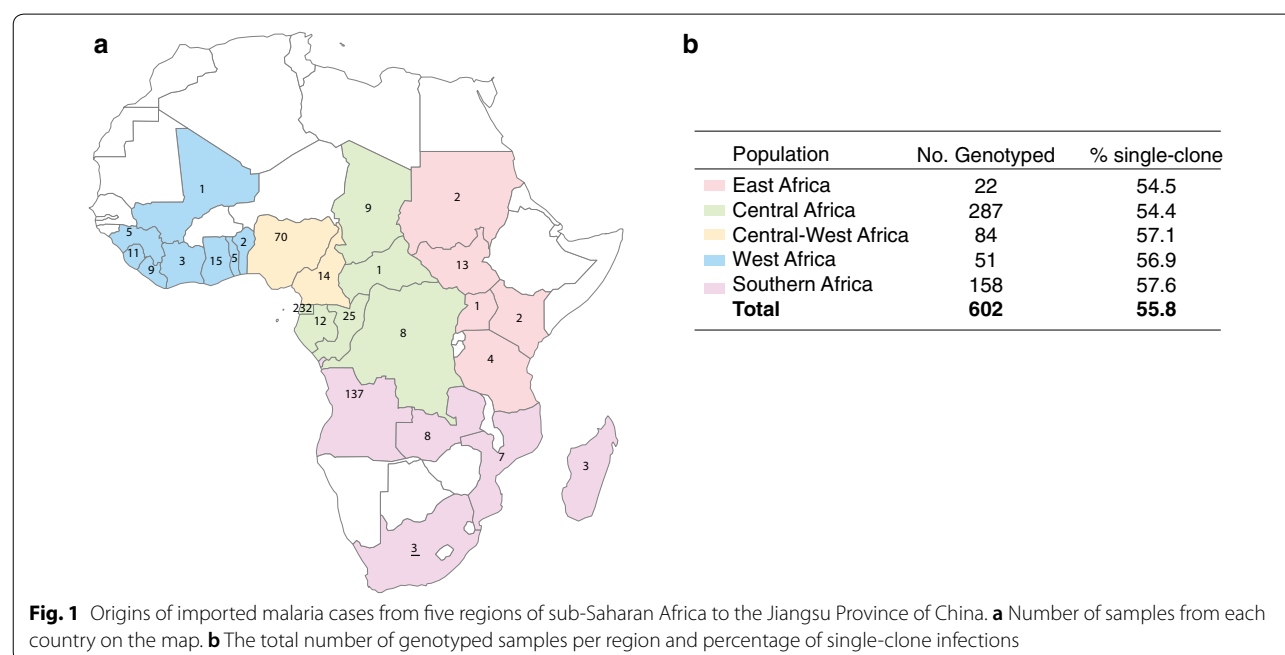 a
1
9
2
5
11
9
3
15
5
2
70
14
1
13
232
12
25
8
1
2
4
137
8
7
3
3
b
Population No. Genotyped % single-clone
East Africa 22 54.5
Central Africa 287 54.4
Central-West Africa 84 57.1
West Africa 51 56.9
Southern Africa 158 57.6
Total 602 55.8
Fig. 1 Origins of imported malaria cases from five regions of sub-Saharan Africa to the Jiangsu Province of China. a Number of samples from each
country on the map. b The total number of genotyped samples per region and percentage of single-clone infections